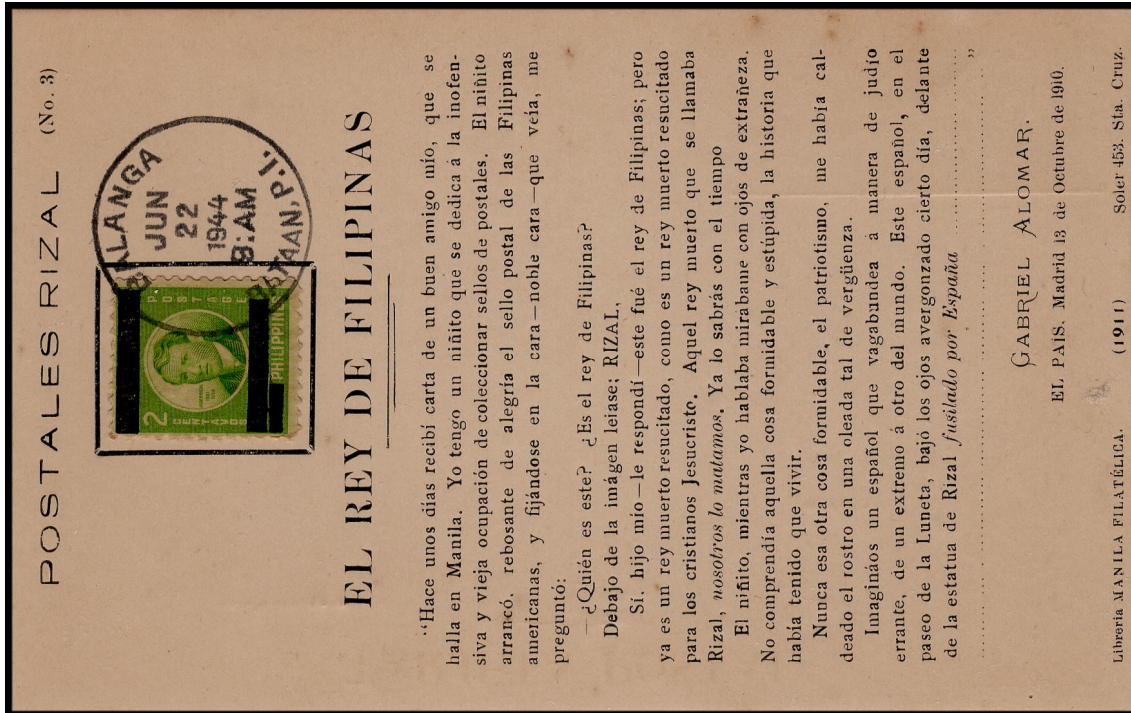 POSTALES RIZAL (No. 3)
BALANGA
JUN
22
1944
8:AM
BATAAN, P.I.
POSTAGE
2
CENTAVOS
PHILIPPINE
EL REY DE FILIPINAS
“Hace unos dias recibí carta de un buen amigo mío, que se
halla en Manila. Yo tengo un niñito que se dedica á la inofen-
siva y vieja ocupación de coleccionar sellos de postales. El niñito
arrancó, rebosante de alegría el sello postal de las Filipinas
americanas, y fijándose en la cara—noble cara—que veía, me
preguntó:
—¿Quién es este? ¿Es el rey de Filipinas?
Debajo de la imágen leiase; RIZAL,
Sí, hijo mio—le respondí—este fué el rey de Filipinas; pero
ya es un rey muerto resucitado, como es un rey muerto resucitado
para los cristianos Jesucristo. Aquel rey muerto que se llamaba
Rizal, nosotros lo matamos. Ya lo sabrás con el tiempo
El niñito, mientras yo hablaba mirábame con ojos de extrañeza.
No comprendía aquella cosa formidable y estúpida, la historia que
había tenido que vivir.
Nunca esa otra cosa formidable, el patriotismo, me había cal-
deado el rostro en una oleada tal de vergüenza.
Imagináos un español que vagabundea á manera de judío
errante, de un extremo á otro del mundo. Este español, en el
paseo de la Luneta, bajó los ojos avergonzado cierto día, delante
de la estatua de Rizal fusilado por España ..................
..................................................................”
GABRIEL ALOMAR.
EL PAÍS, Madrid 13 de Octubre de 1910.
Libreria MANILA FILATÉLICA. (1911) Soler 453, Sta. Cruz.